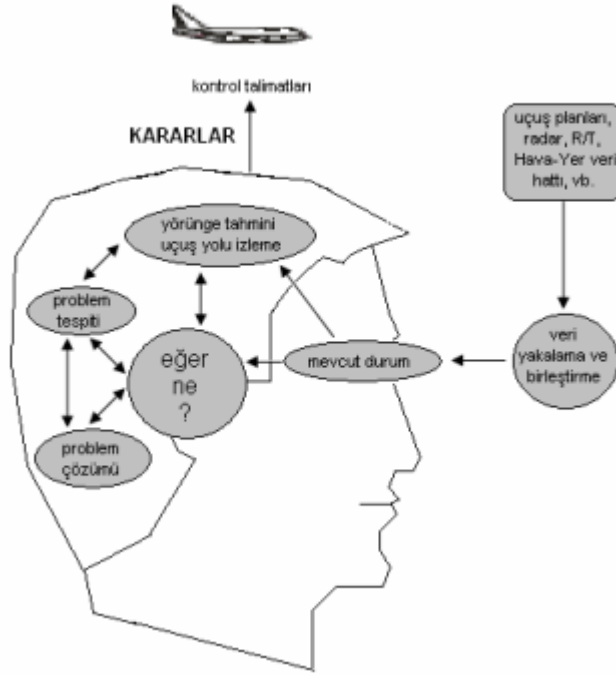 kontrol talimatları
KARARLAR
uçuş planları,
radar, R/T,
Hava-Yer veri
hattı, vb.
yörünge tahmini
uçuş yolu izleme
problem
tespiti
eğer
ne
?
mevcut durum
veri
yakalama ve
birleştirme
problem
çözümü